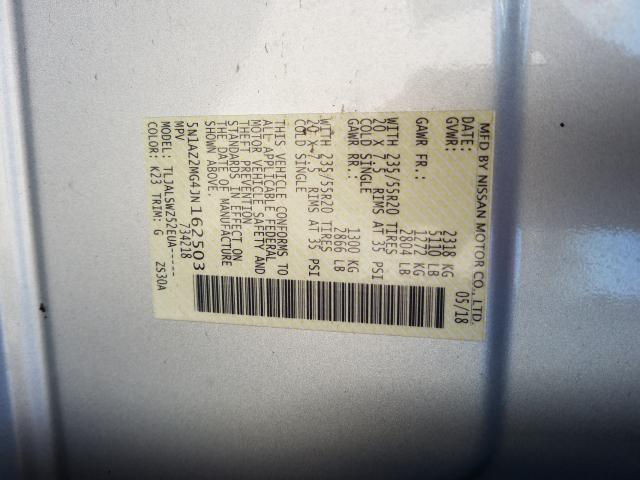 MFD BY NISSAN MOTOR CO., LTD.
DATE: 05/18
GVWR: 2318 KG
5110 LB
GAWR FR.: 1272 KG
2804 LB
WITH 235/55R20 TIRES
20 X 7.5 RIMS AT 35 PSI
COLD SINGLE
GAWR RR.: 1300 KG
2866 LB
WITH 235/55R20 TIRES
20 X 7.5 RIMS AT 35 PSI
COLD SINGLE
THIS VEHICLE CONFORMS TO
ALL APPLICABLE FEDERAL
MOTOR VEHICLE SAFETY AND
THEFT PREVENTION
STANDARDS IN EFFECT ON
THE DATE OF MANUFACTURE
SHOWN ABOVE.
5N1AZ2MG4JN162503
MPV 734218
MODEL: TLJALSWZ52EUA-----
COLOR: K23 TRIM: G ZS30A